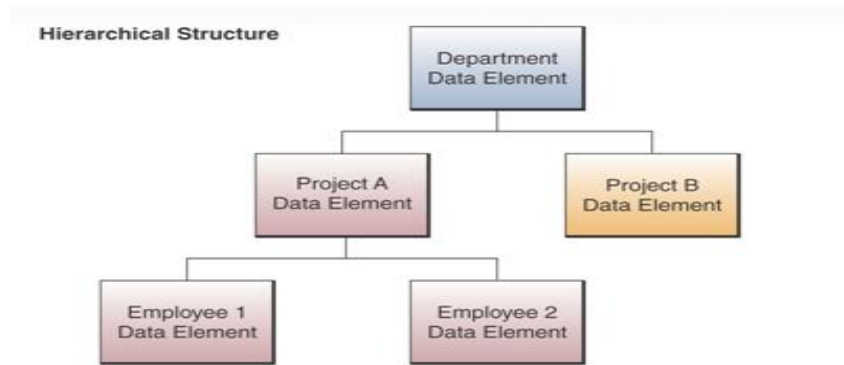 Hierarchical Structure
Department
Data Element
Project A
Data Element
Project B
Data Element
Employee 1
Data Element
Employee 2
Data Element